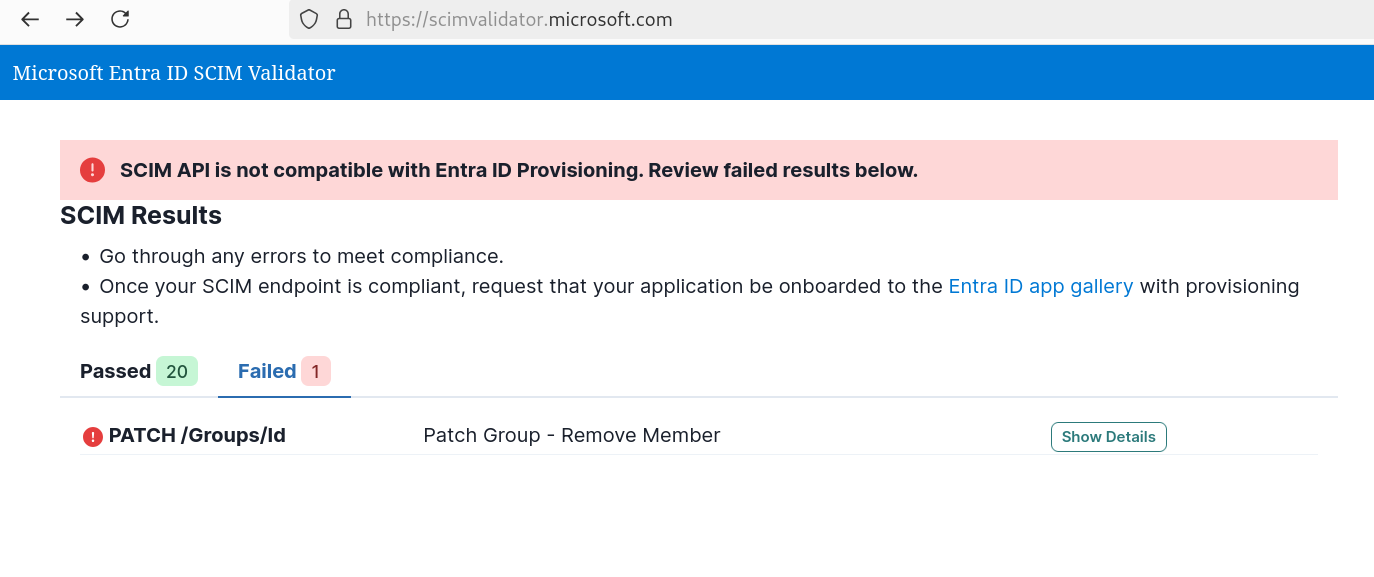 https://scimvalidator.microsoft.com
Microsoft Entra ID SCIM Validator
SCIM API is not compatible with Entra ID Provisioning. Review failed results below.
SCIM Results
• Go through any errors to meet compliance.
• Once your SCIM endpoint is compliant, request that your application be onboarded to the Entra ID app gallery with provisioning
support.
Passed 20 Failed 1
PATCH /Groups/Id Patch Group - Remove Member Show Details